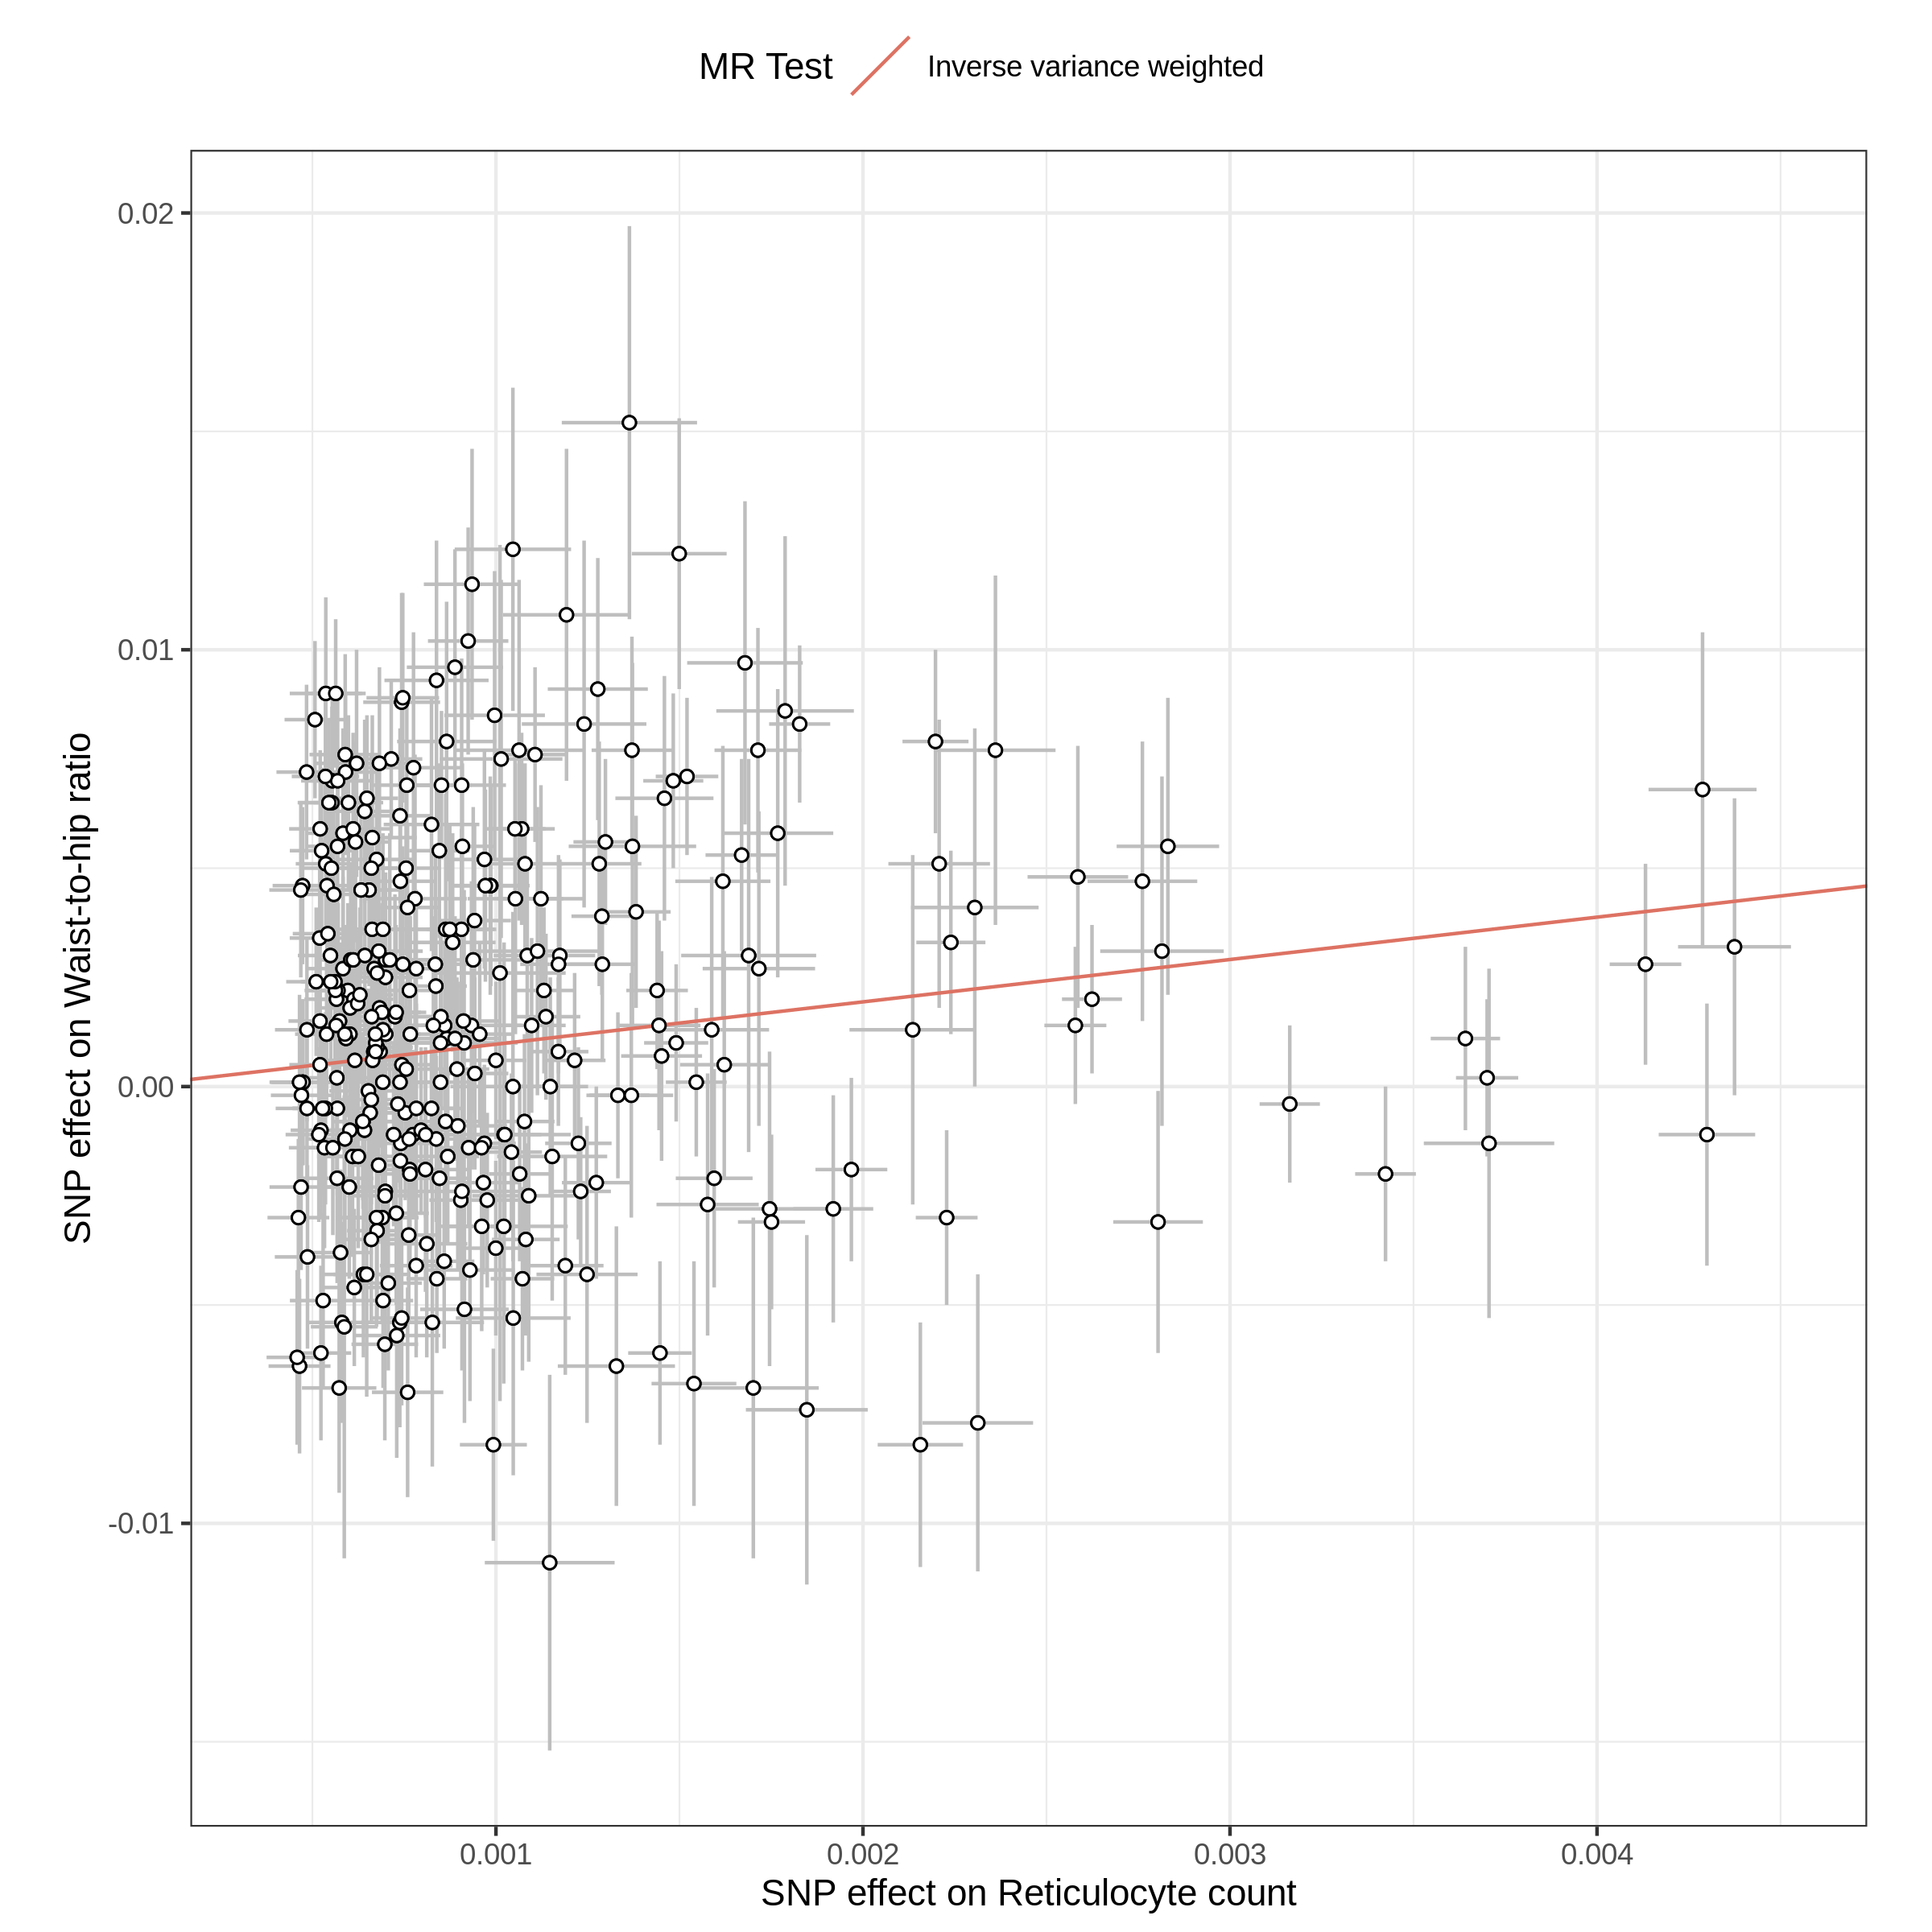 MR Test
Inverse variance weighted
SNP effect on Waist-to-hip ratio
0.02
0.01
0.00
-0.01
0.001
0.002
0.003
0.004
SNP effect on Reticulocyte count